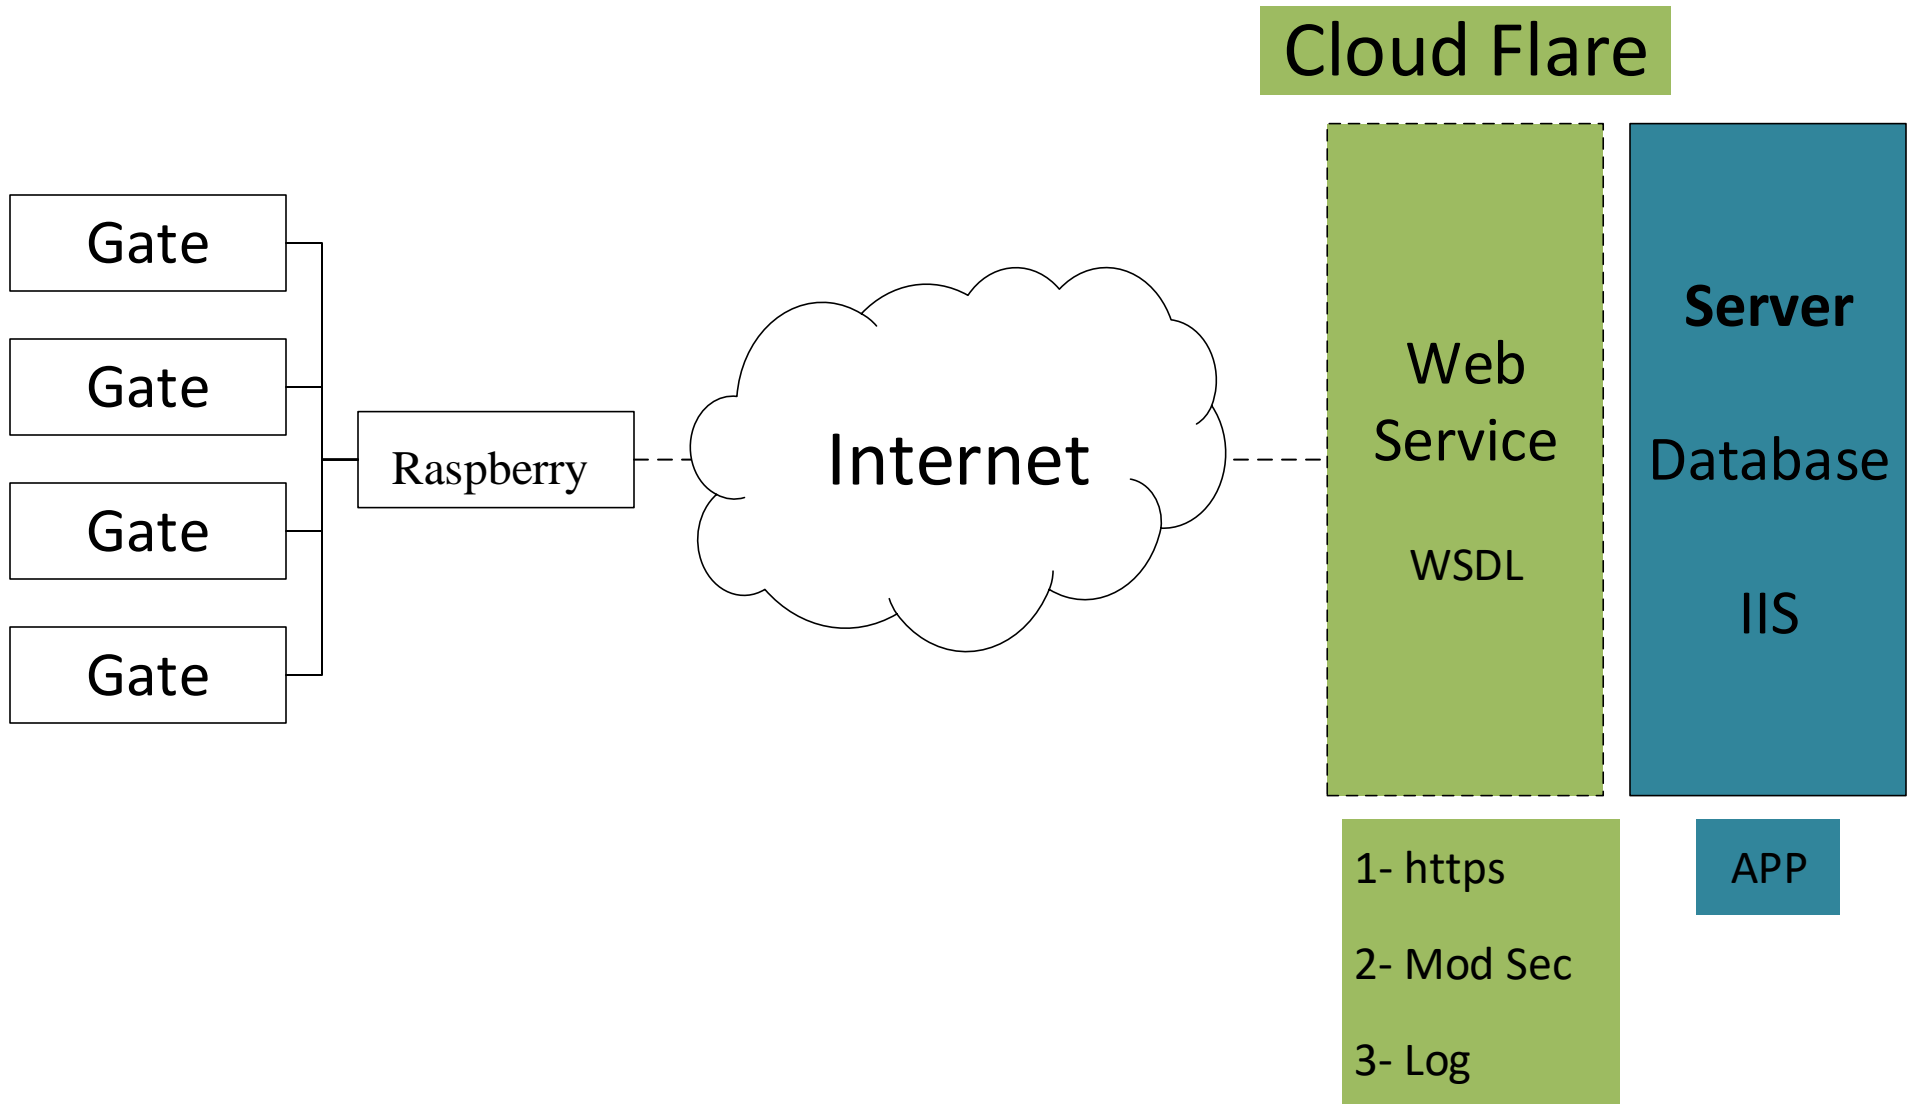 Cloud Flare
Gate
Gate
Gate
Gate
Raspberry
Internet
Web
Service
WSDL
Server
Database
IIS
1- https
2- Mod Sec
3- Log
APP